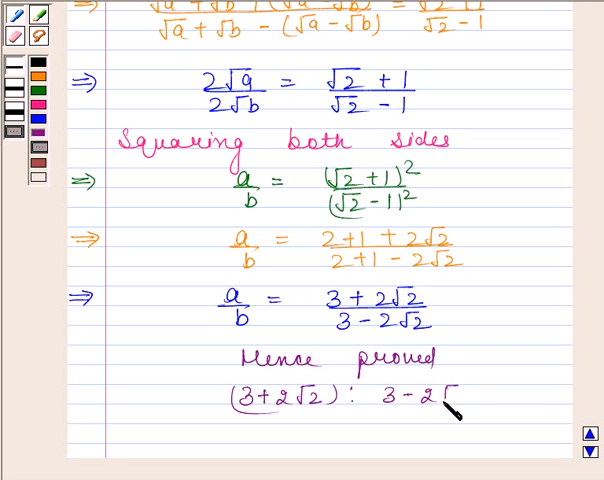 ⇒ √a + √b + (√a - √b) / √a + √b - (√a - √b) = √2 + 1 / √2 - 1
⇒ 2√a / 2√b = √2 + 1 / √2 - 1
Squaring both sides
⇒ a / b = (√2 + 1)² / (√2 - 1)²
⇒ a / b = 2 + 1 + 2√2 / 2 + 1 - 2√2
⇒ a / b = 3 + 2√2 / 3 - 2√2
Hence proved
(3 + 2√2) : 3 - 2√